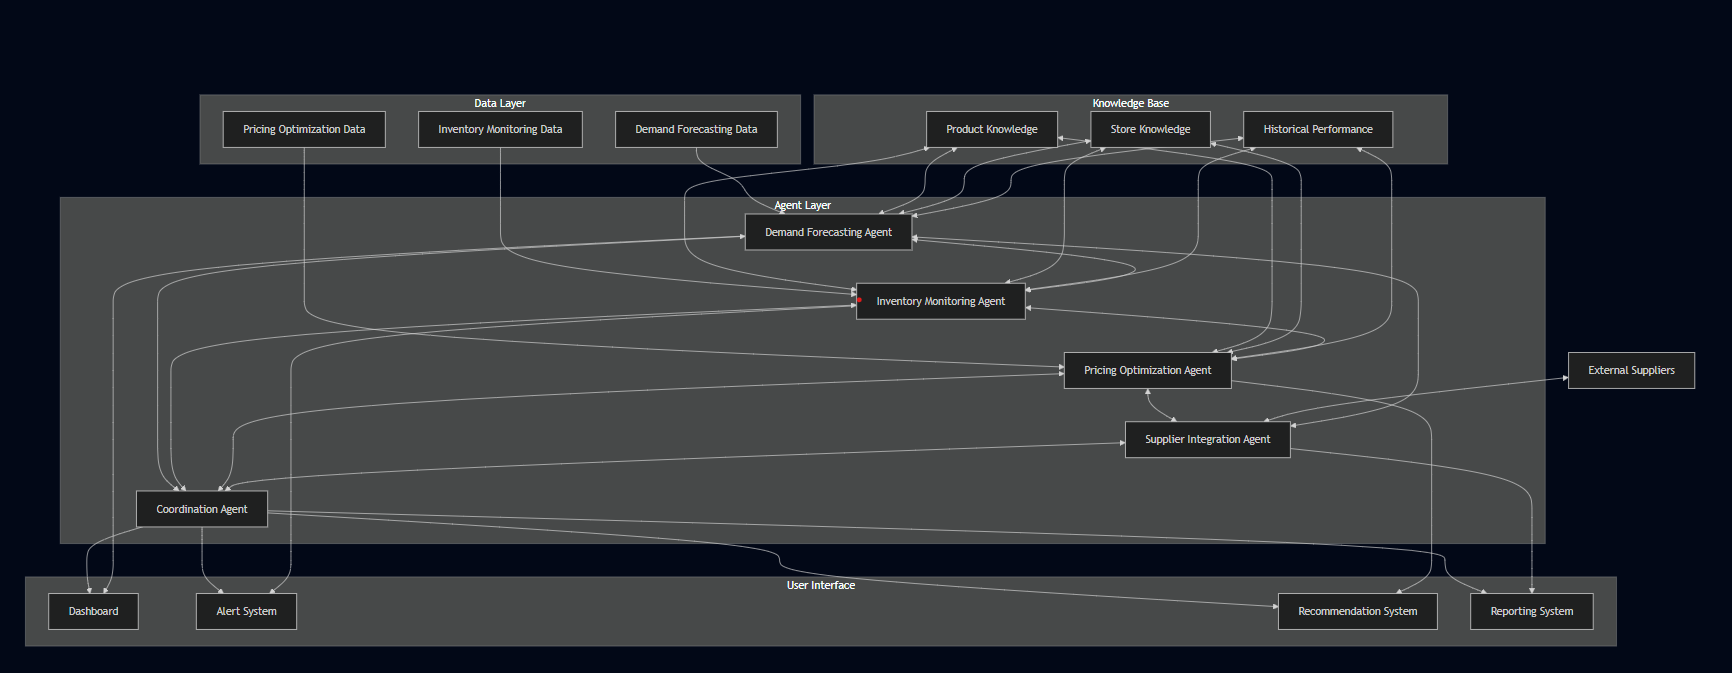 Data Layer
Pricing Optimization Data
Inventory Monitoring Data
Demand Forecasting Data
Knowledge Base
Product Knowledge
Store Knowledge
Historical Performance
Agent Layer
Demand Forecasting Agent
Inventory Monitoring Agent
Pricing Optimization Agent
External Suppliers
Supplier Integration Agent
Coordination Agent
User Interface
Dashboard
Alert System
Recommendation System
Reporting System